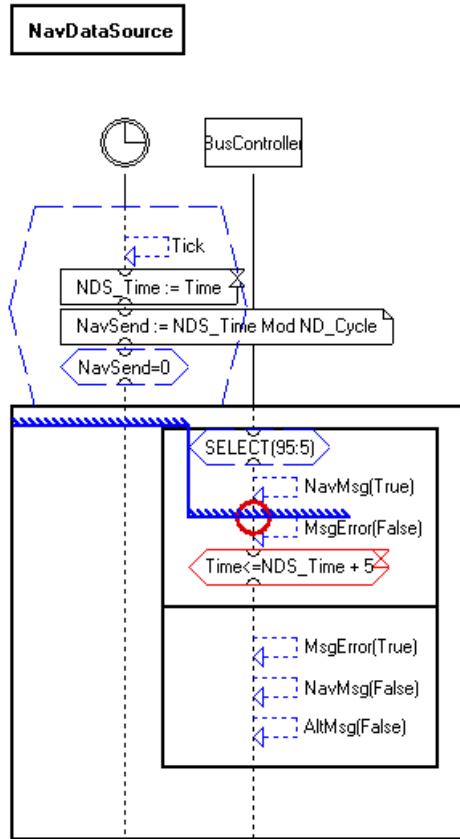 NavDataSource
BusController
Tick
NDS_Time := Time
NavSend := NDS_Time Mod ND_Cycle
NavSend=0
SELECT(95:5)
NavMsg(True)
MsgError(False)
Time<=NDS_Time + 5
MsgError(True)
NavMsg(False)
AltMsg(False)